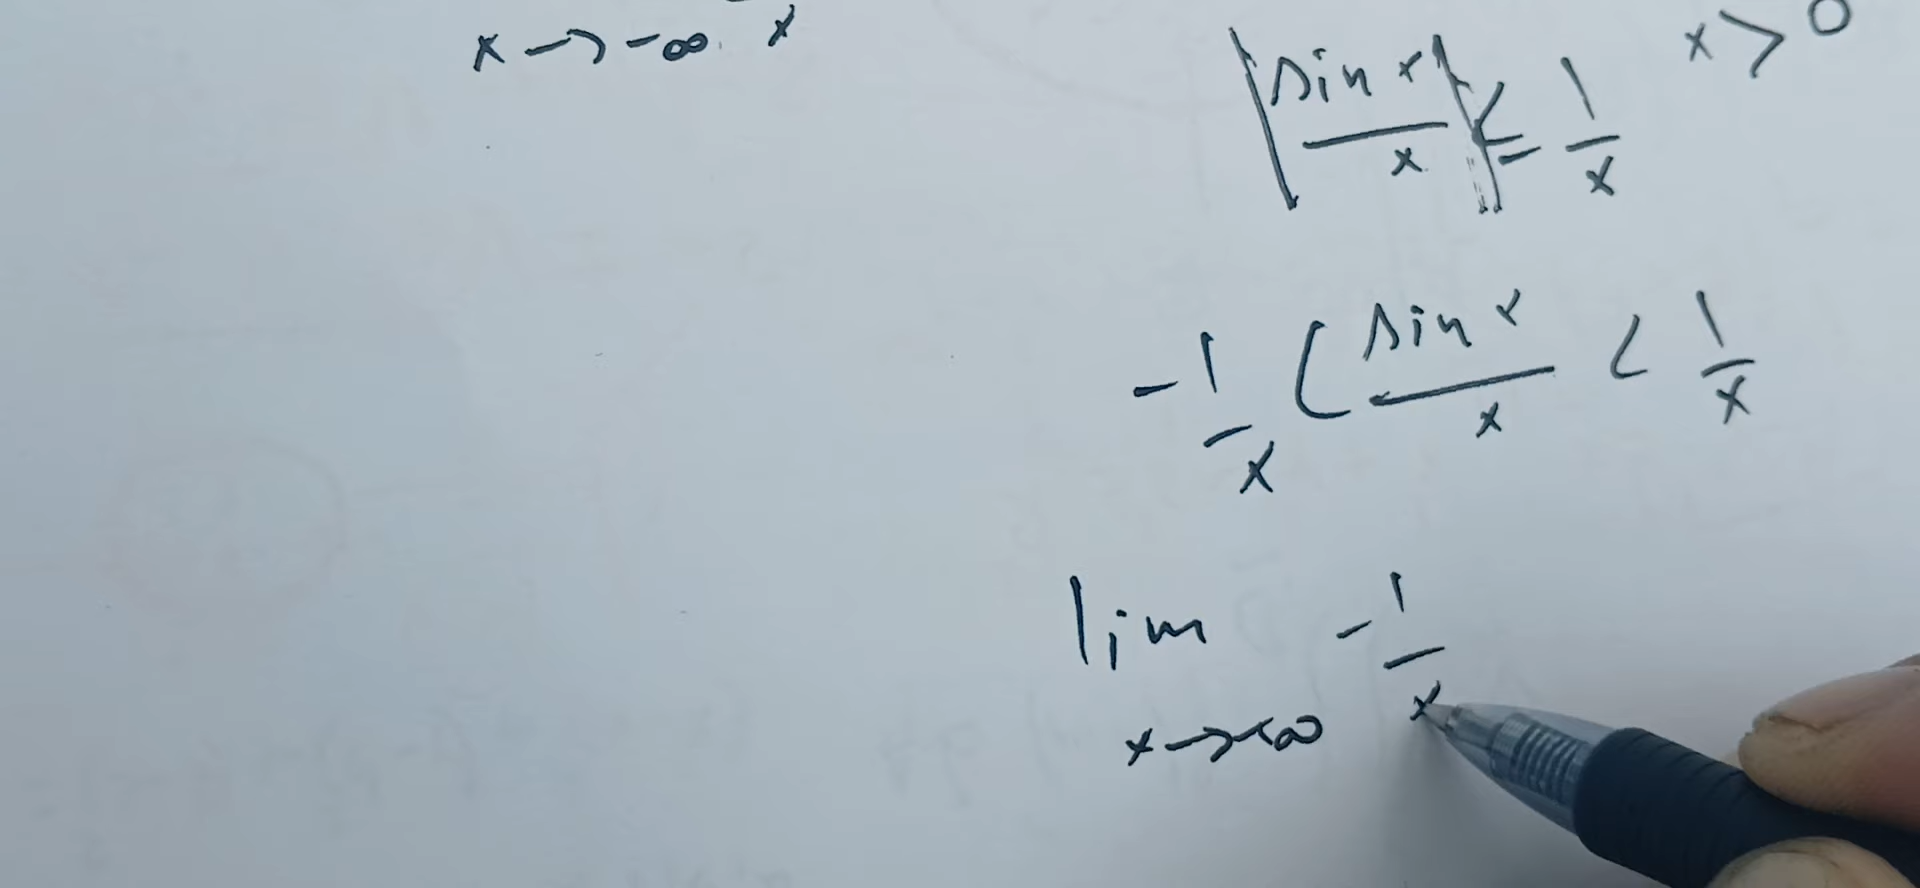 x → -∞ x
x > 0
|sin x / x| ≤ 1/x
-1/x < sin x / x < 1/x
lim -1/x
x → +∞